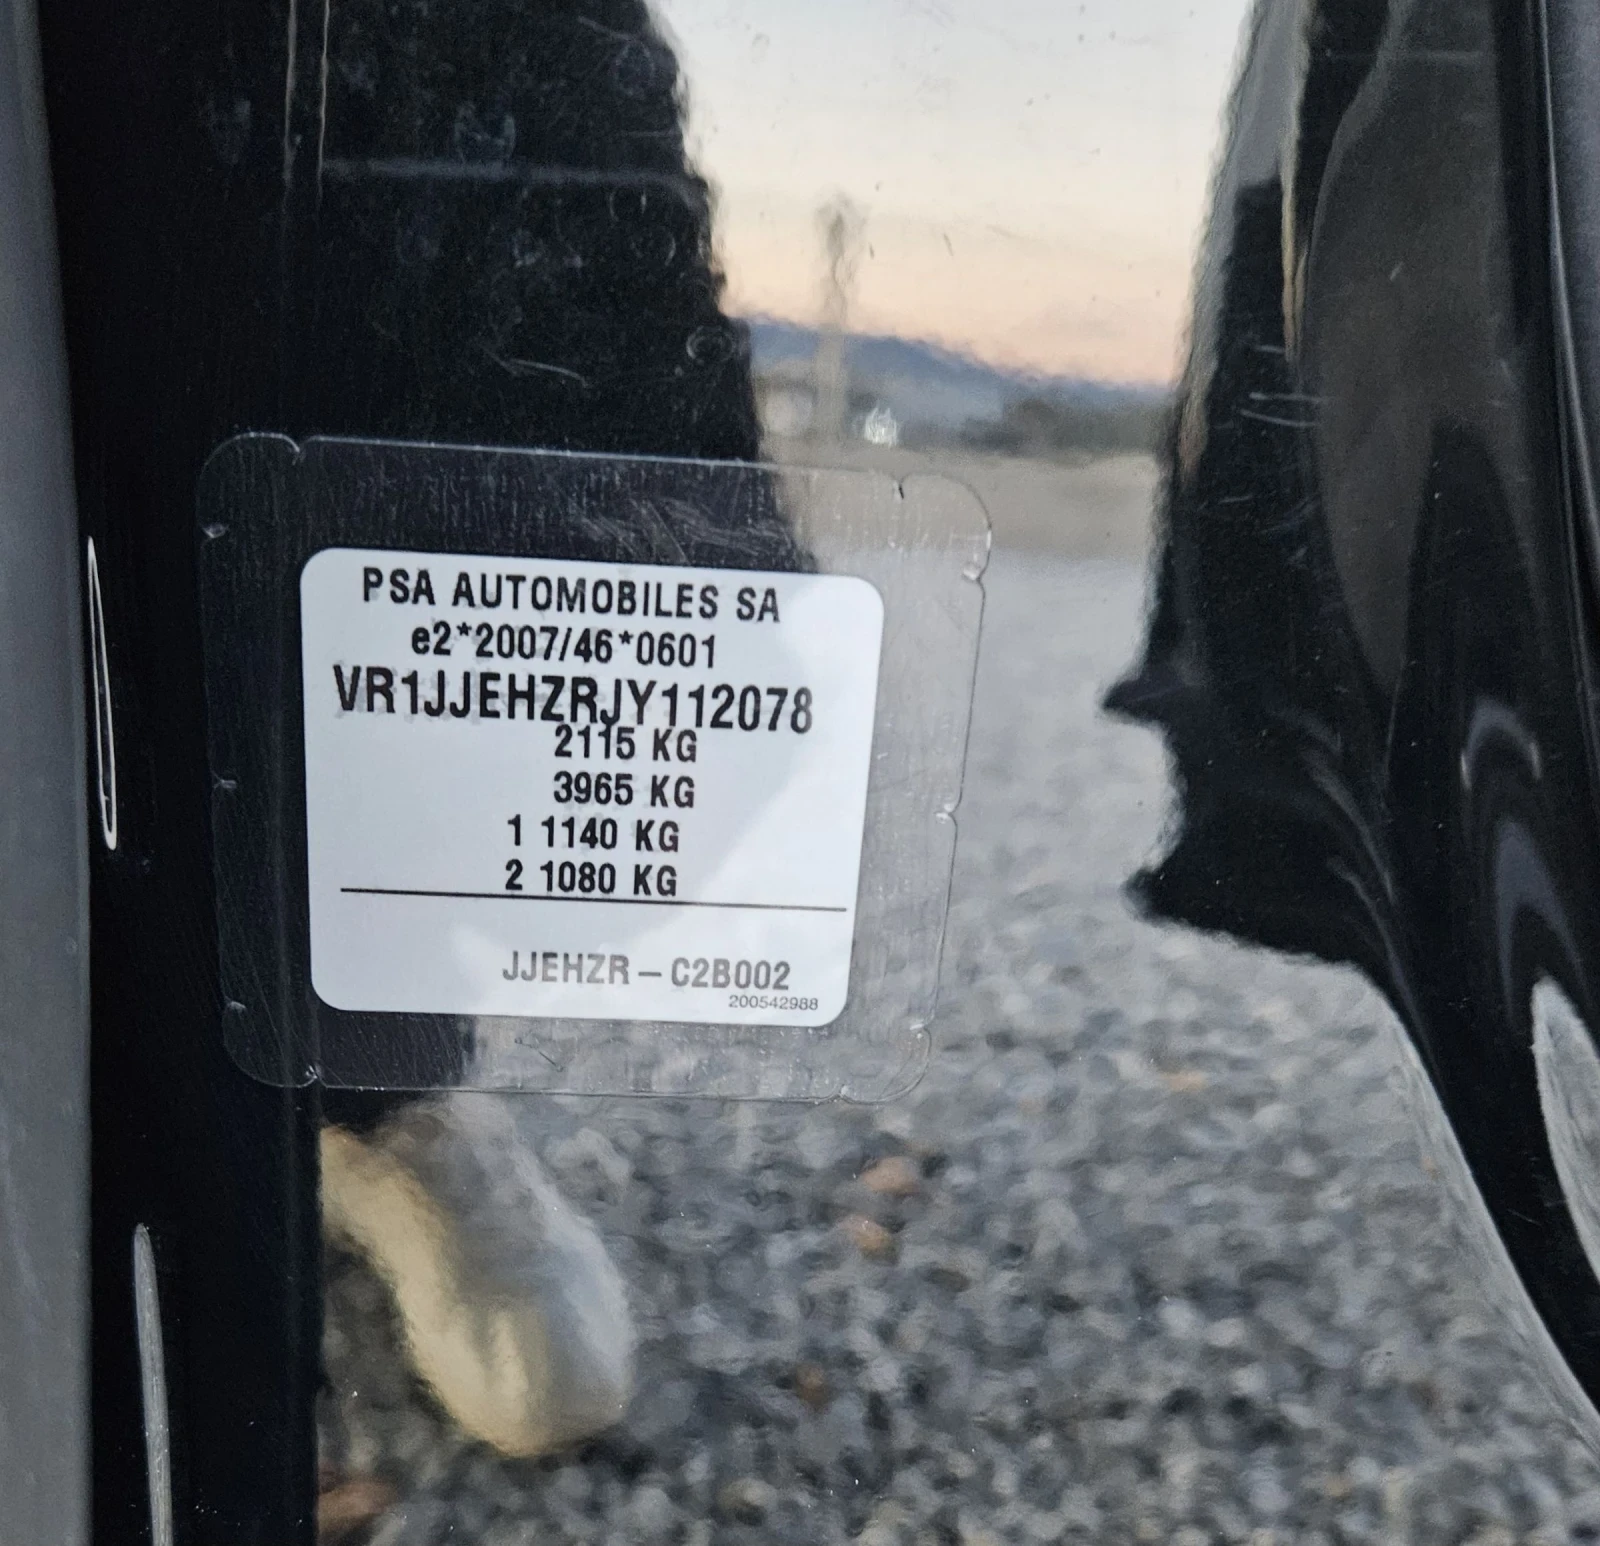 PSA AUTOMOBILES SA
e2*2007/46*0601
VR1JJEHZRJY112078
2115 KG
3965 KG
1 1140 KG
2 1080 KG
JJEHZR – C2B002
200542988